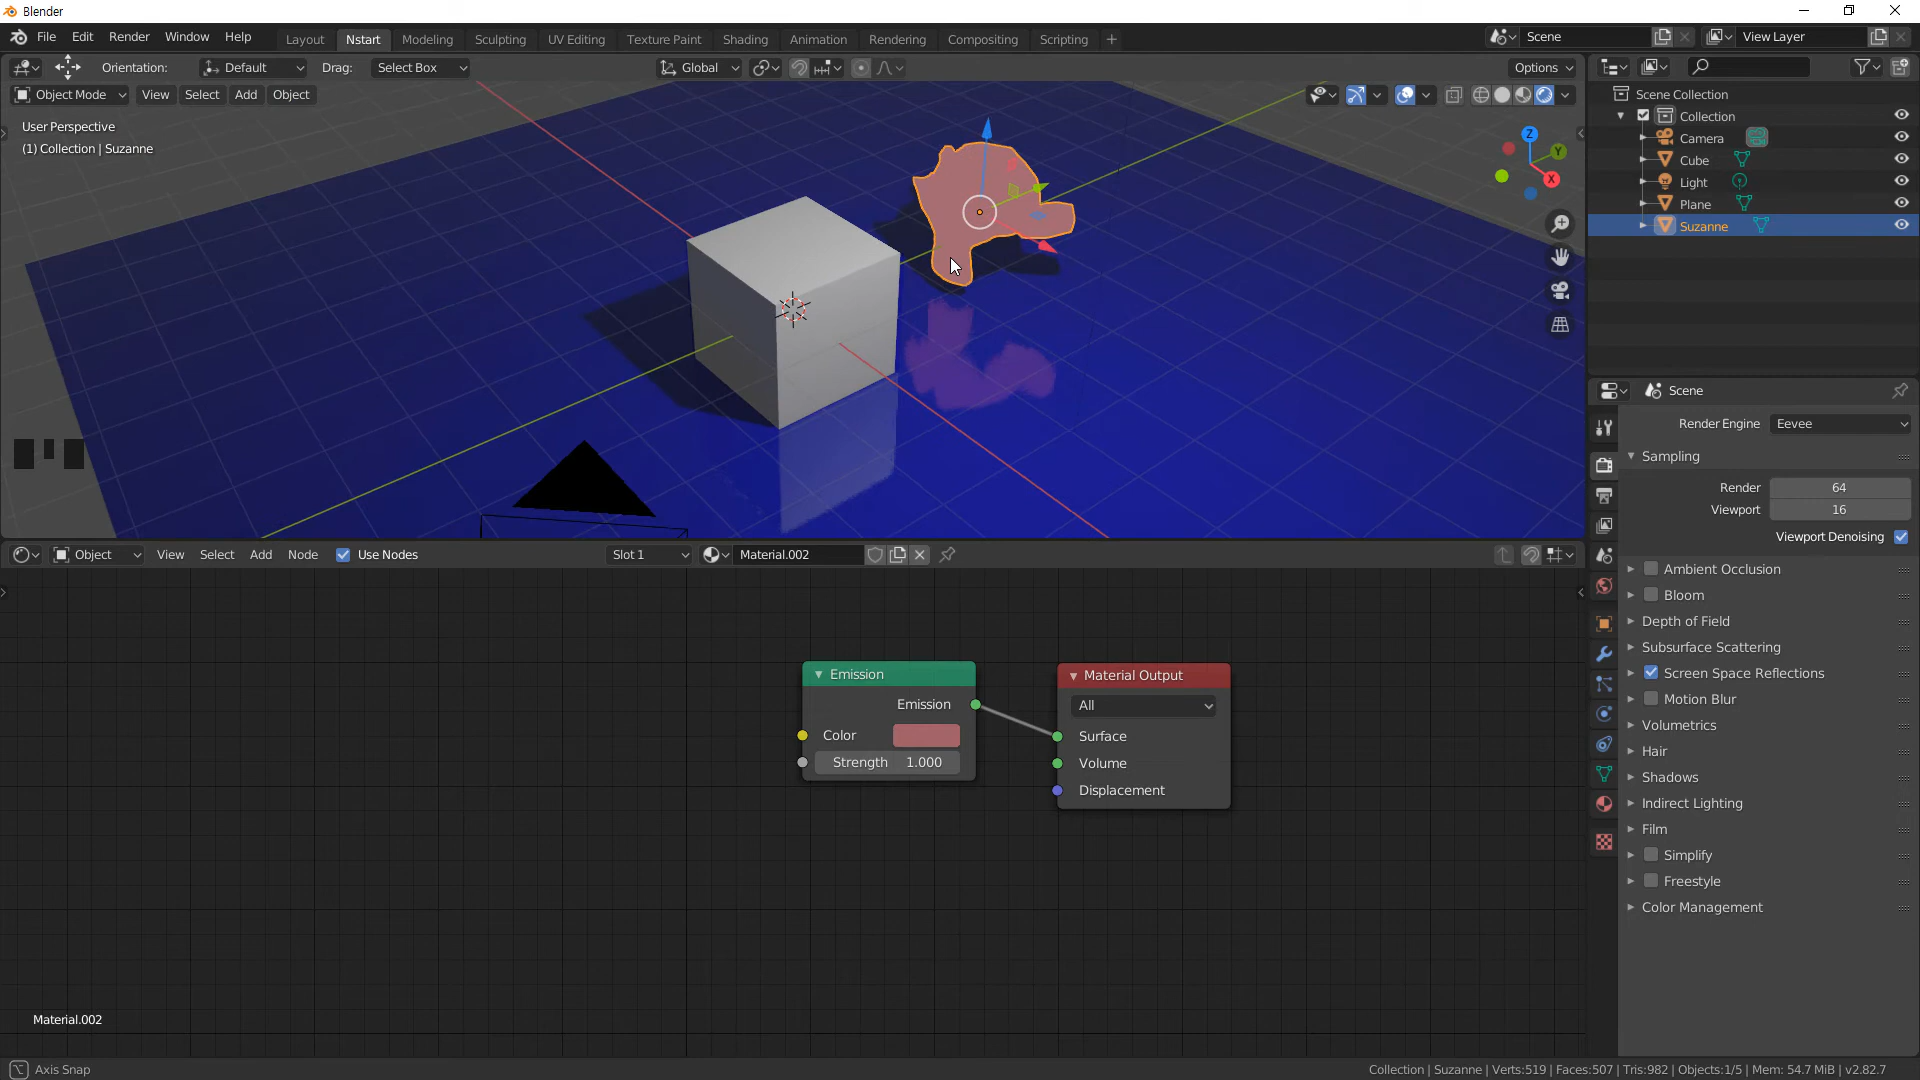 Blender
File Edit Render Window Help Layout Nstart Modeling Sculpting UV Editing Texture Paint Shading Animation Rendering Compositing Scripting + Scene View Layer
Orientation: Default Drag: Select Box Global Options
Object Mode View Select Add Object
User Perspective
(1) Collection | Suzanne
Z
Y
X
Scene Collection
Collection
Camera
Cube
Light
Plane
Suzanne
Scene
Render Engine Eevee
Sampling
Render 64
Viewport 16
Viewport Denoising
Ambient Occlusion
Bloom
Depth of Field
Subsurface Scattering
Screen Space Reflections
Motion Blur
Volumetrics
Hair
Shadows
Indirect Lighting
Film
Simplify
Freestyle
Color Management
Object View Select Add Node Use Nodes Slot 1 Material.002
Emission
Emission
Color
Strength 1.000
Material Output
All
Surface
Volume
Displacement
Material.002
Axis Snap
Collection | Suzanne | Verts:519 | Faces:507 | Tris:982 | Objects:1/5 | Mem: 54.7 MiB | v2.82.7